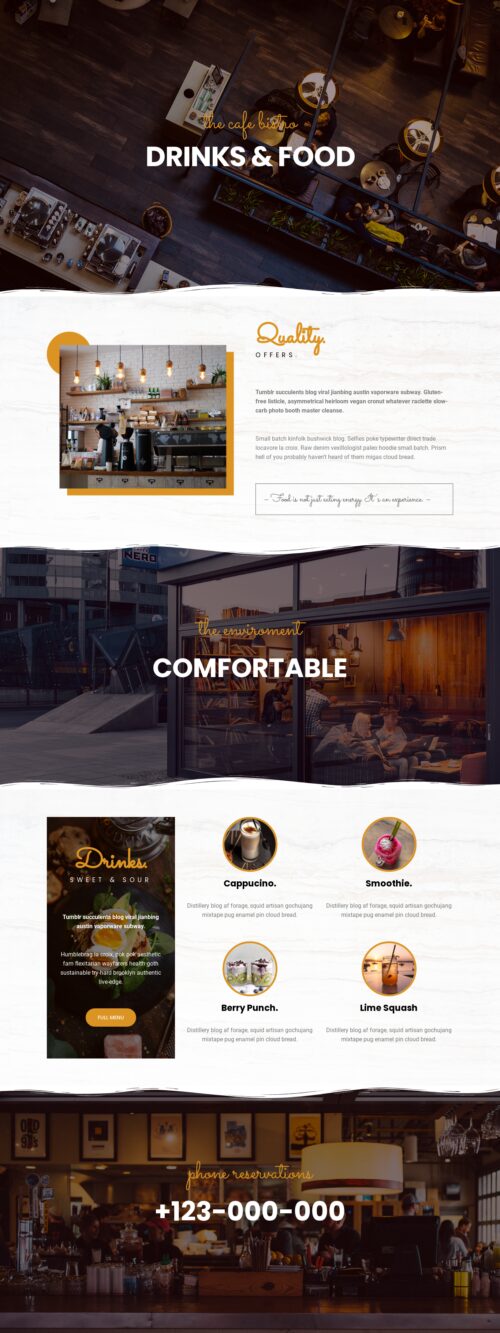 the cafe bistro
DRINKS & FOOD
Quality.
OFFERS
Tumblr succulents blog viral jianbing austin vaporware subway. Gluten-
free listicle, asymmetrical heirloom vegan cronut whatever raclette slow-
carb photo booth master cleanse.
Small batch kinfolk bushwick blog. Selfies poke typewriter direct trade
locavore la croix. Raw denim vexillologist paleo hoodie small batch. Prism
hell of you probably haven't heard of them migas cloud bread.
– Food is not just eating energy. It´s an experience. –
NERO
the enviroment
COMFORTABLE
Drinks.
SWEET & SOUR
Tumblr succulents blog viral jianbing
austin vaporware subway.
Humblebrag la croix, pok pok aesthetic
fam flexitarian wayfarers health goth
sustainable try-hard brooklyn authentic
live-edge.
FULL MENU
Cappucino.
Distillery blog af forage, squid artisan gochujang
mixtape pug enamel pin cloud bread.
Smoothie.
Distillery blog af forage, squid artisan gochujang
mixtape pug enamel pin cloud bread.
Berry Punch.
Distillery blog af forage, squid artisan gochujang
mixtape pug enamel pin cloud bread.
Lime Squash
Distillery blog af forage, squid artisan gochujang
mixtape pug enamel pin cloud bread.
phone reservations
+123-000-000